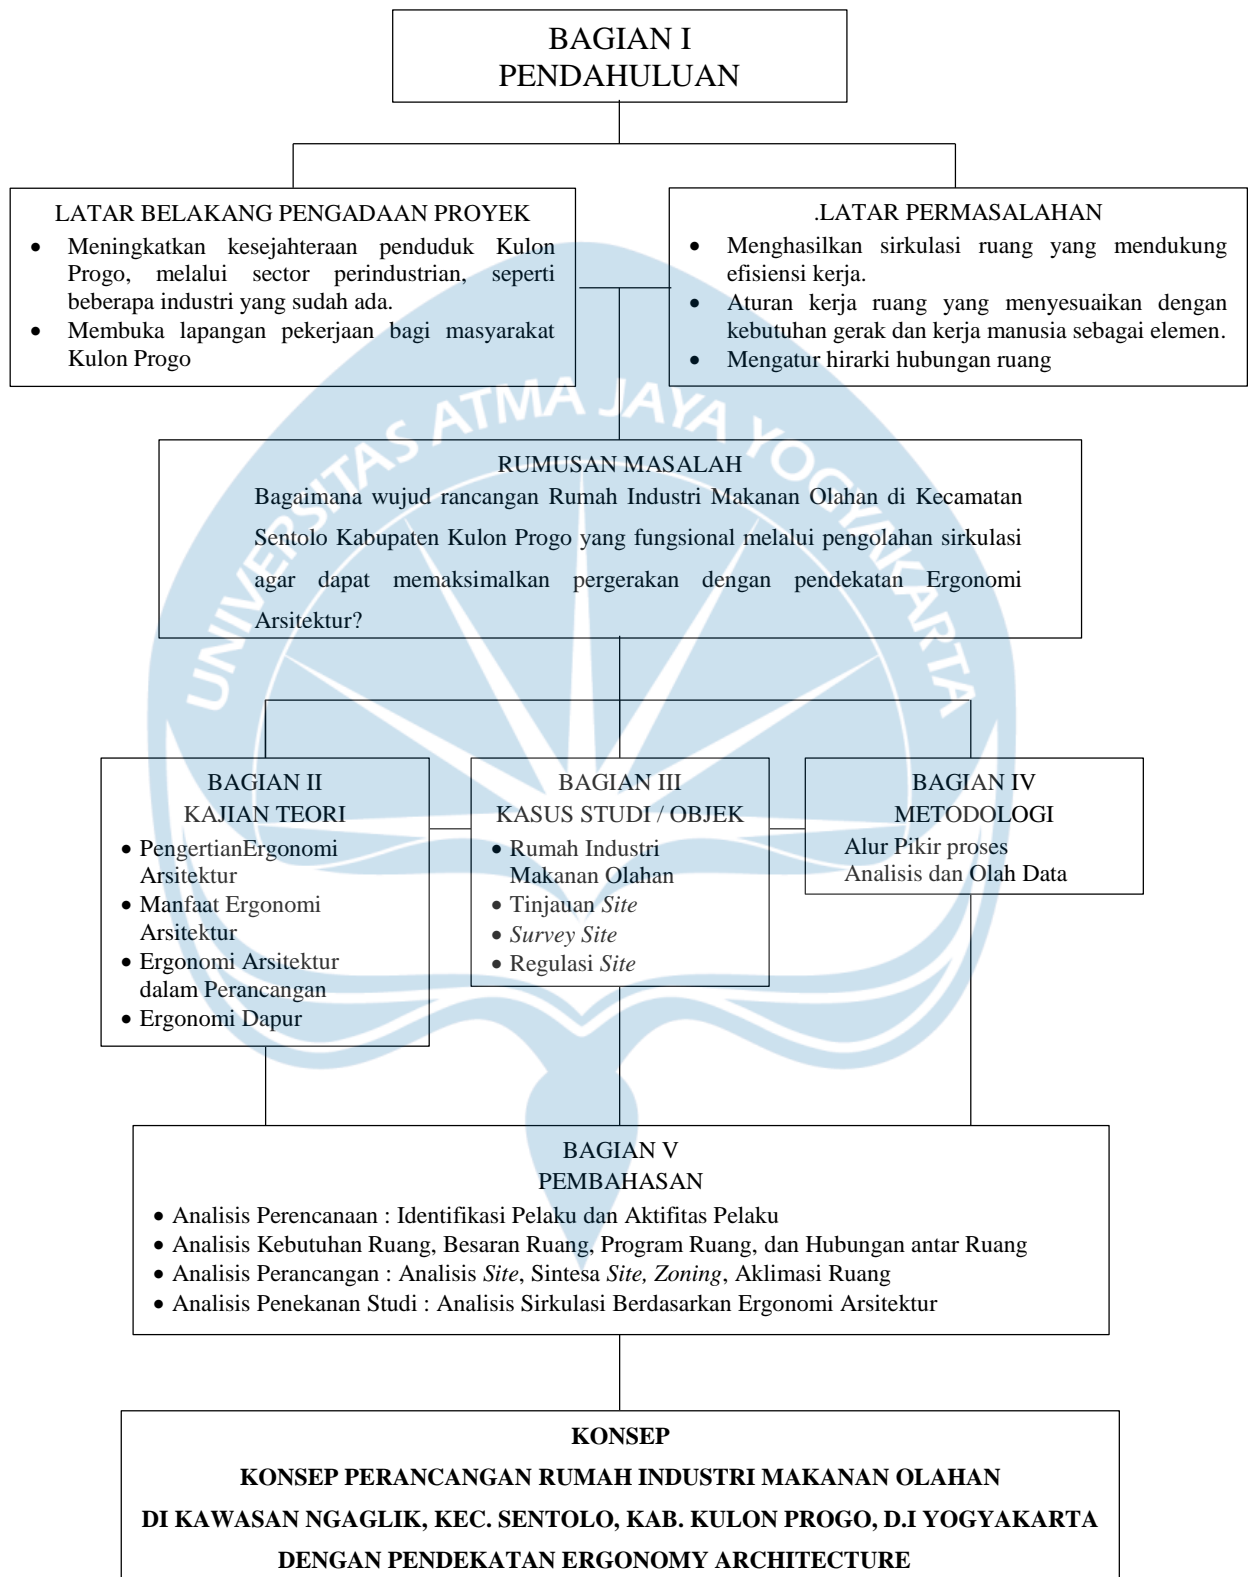 BAGIAN I
PENDAHULUAN
LATAR BELAKANG PENGADAAN PROYEK
• Meningkatkan kesejahteraan penduduk Kulon
Progo, melalui sector perindustrian, seperti
beberapa industri yang sudah ada.
• Membuka lapangan pekerjaan bagi masyarakat
Kulon Progo
.LATAR PERMASALAHAN
• Menghasilkan sirkulasi ruang yang mendukung
efisiensi kerja.
• Aturan kerja ruang yang menyesuaikan dengan
kebutuhan gerak dan kerja manusia sebagai elemen.
• Mengatur hirarki hubungan ruang
UNIVERSITAS ATMA JAYA YOGYAKARTA
RUMUSAN MASALAH
Bagaimana wujud rancangan Rumah Industri Makanan Olahan di Kecamatan
Sentolo Kabupaten Kulon Progo yang fungsional melalui pengolahan sirkulasi
agar dapat memaksimalkan pergerakan dengan pendekatan Ergonomi
Arsitektur?
BAGIAN II
KAJIAN TEORI
• PengertianErgonomi
Arsitektur
• Manfaat Ergonomi
Arsitektur
• Ergonomi Arsitektur
dalam Perancangan
• Ergonomi Dapur
BAGIAN III
KASUS STUDI / OBJEK
• Rumah Industri
Makanan Olahan
• Tinjauan Site
• Survey Site
• Regulasi Site
BAGIAN IV
METODOLOGI
Alur Pikir proses
Analisis dan Olah Data
BAGIAN V
PEMBAHASAN
• Analisis Perencanaan : Identifikasi Pelaku dan Aktifitas Pelaku
• Analisis Kebutuhan Ruang, Besaran Ruang, Program Ruang, dan Hubungan antar Ruang
• Analisis Perancangan : Analisis Site, Sintesa Site, Zoning, Aklimasi Ruang
• Analisis Penekanan Studi : Analisis Sirkulasi Berdasarkan Ergonomi Arsitektur
KONSEP
KONSEP PERANCANGAN RUMAH INDUSTRI MAKANAN OLAHAN
DI KAWASAN NGAGLIK, KEC. SENTOLO, KAB. KULON PROGO, D.I YOGYAKARTA
DENGAN PENDEKATAN ERGONOMY ARCHITECTURE